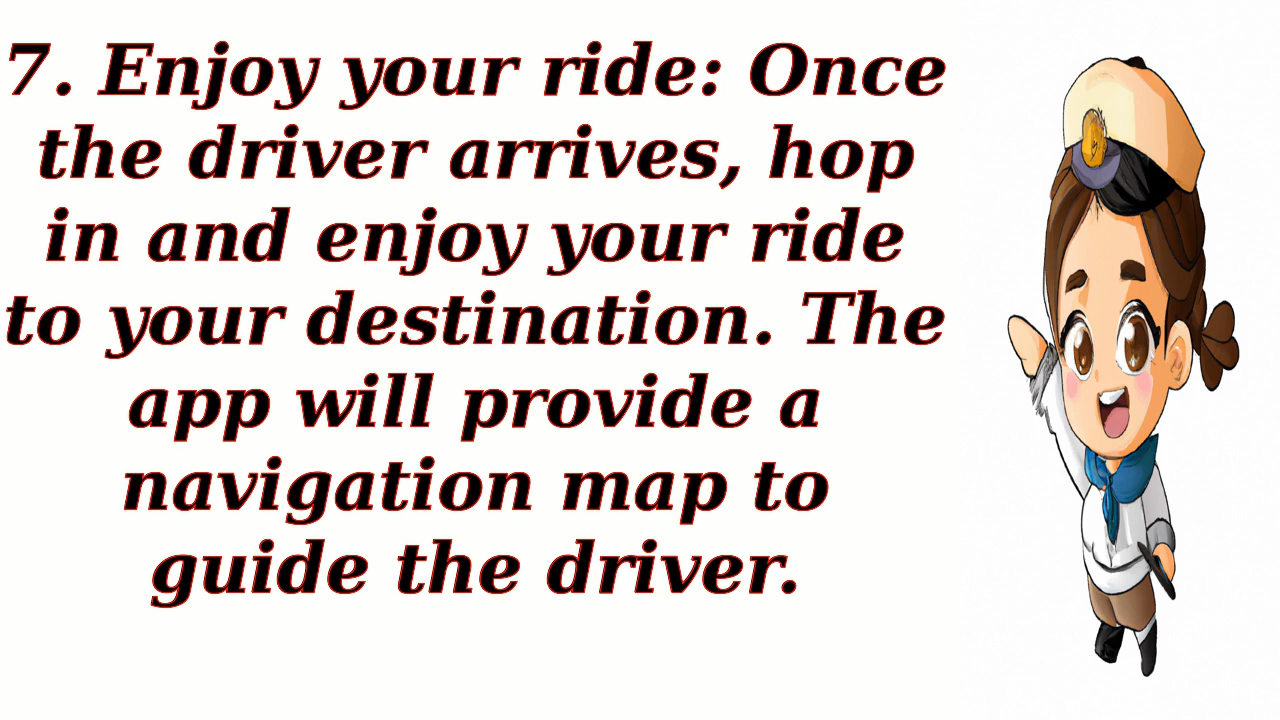 7. Enjoy your ride: Once
the driver arrives, hop
in and enjoy your ride
to your destination. The
app will provide a
navigation map to
guide the driver.